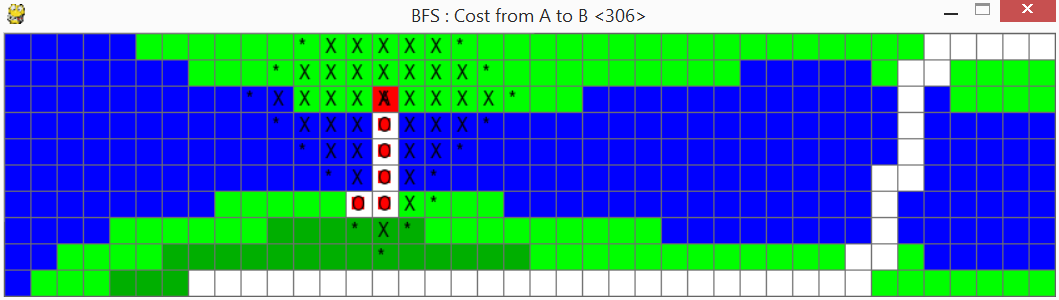 BFS : Cost from A to B <306>
* X X X X X *
* X X X X X X X *
* X X X X A X X X X *
* X X X O X X X *
* X X O X X *
* X O X *
O O X *
* X *
*